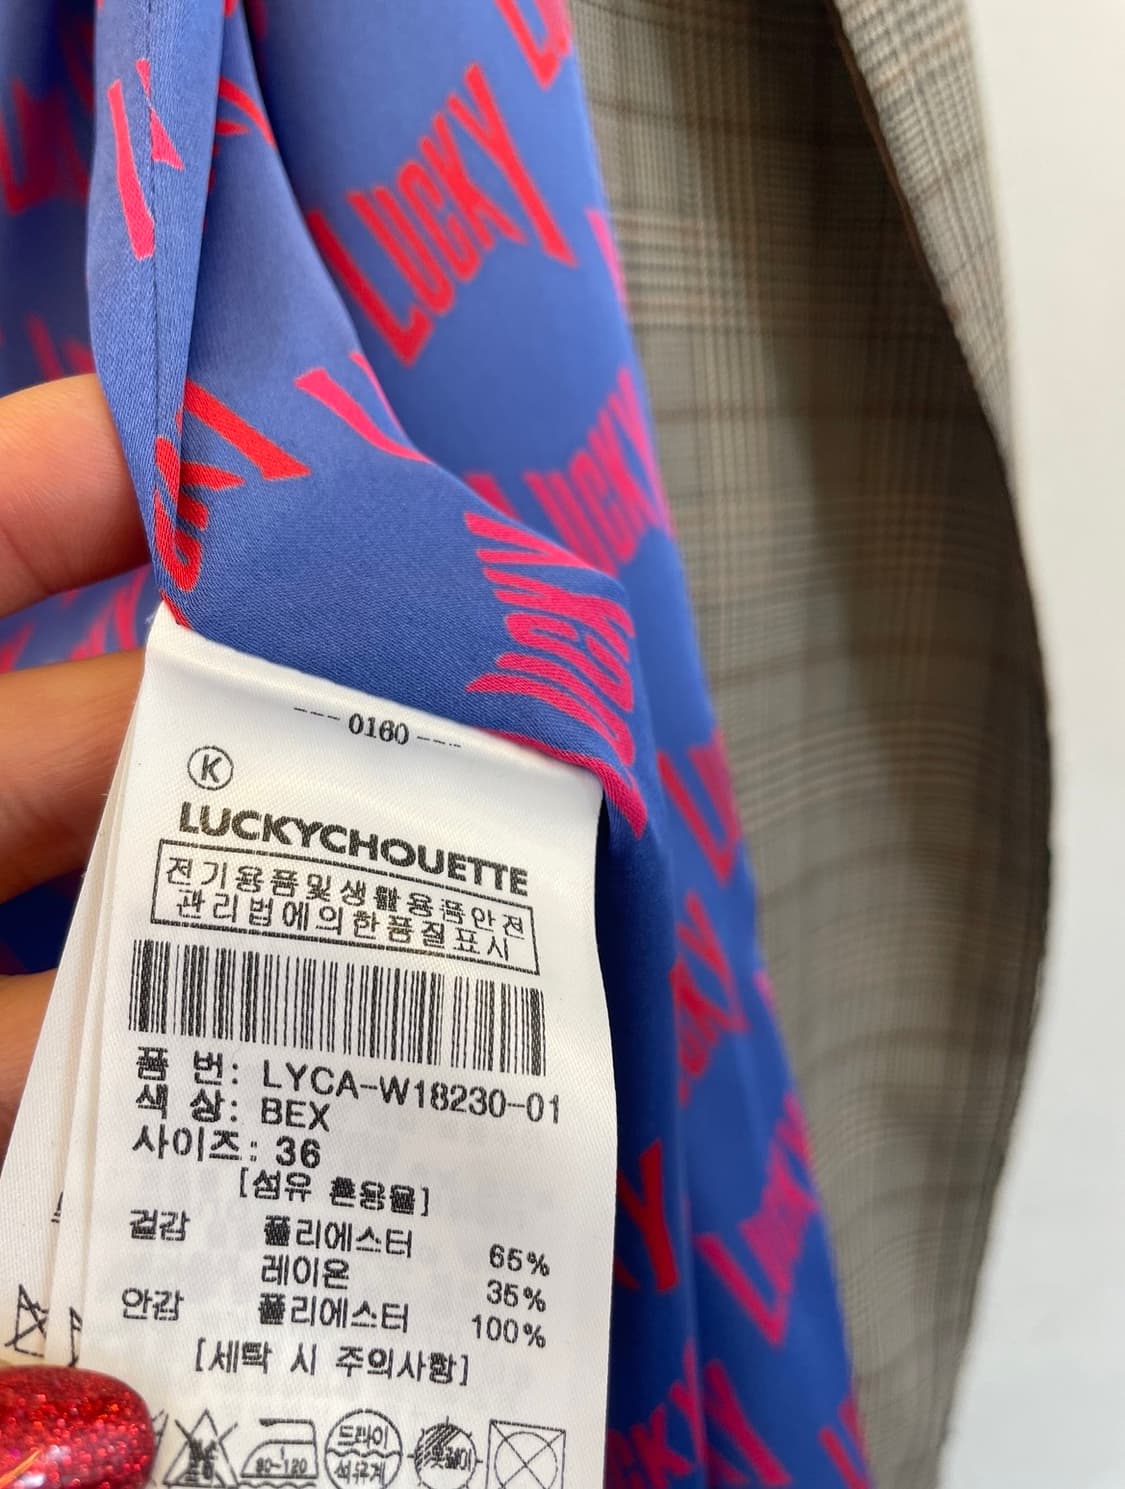 LUCKY
LUCKY
LUCKY
--- 0160 ---
K
LUCKYCHOUETTE
전기용품및생활용품안전
관리법에의한품질표시
품 번: LYCA-W18230-01
색 상: BEX
사이즈: 36
[섬유 혼용율]
겉감 폴리에스터 65%
레이온 35%
안감 폴리에스터 100%
[세탁 시 주의사항]
80-120
드라이
석유계